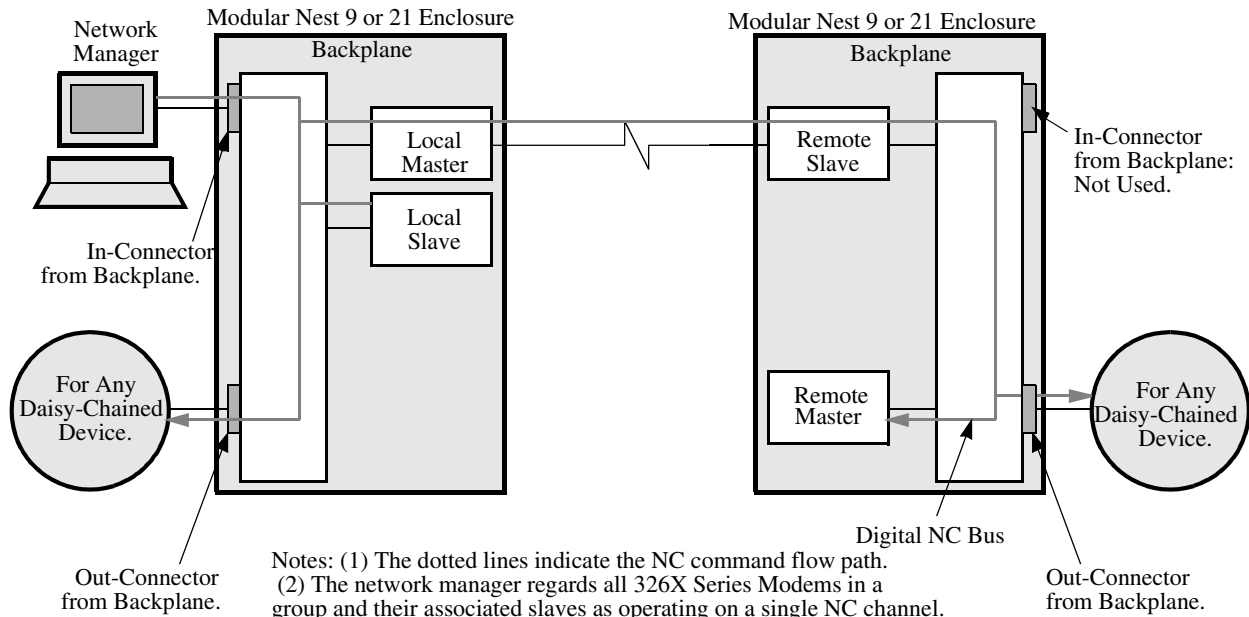 Modular Nest 9 or 21 Enclosure
Modular Nest 9 or 21 Enclosure
Network
Manager
Backplane
Backplane
Local
Master
Remote
Slave
In-Connector
from Backplane:
Not Used.
Local
Slave
In-Connector
from Backplane.
For Any
Daisy-Chained
Device.
Remote
Master
For Any
Daisy-Chained
Device.
Digital NC Bus
Out-Connector
from Backplane.
Notes: (1) The dotted lines indicate the NC command flow path.
(2) The network manager regards all 326X Series Modems in a
group and their associated slaves as operating on a single NC channel.
Out-Connector
from Backplane.